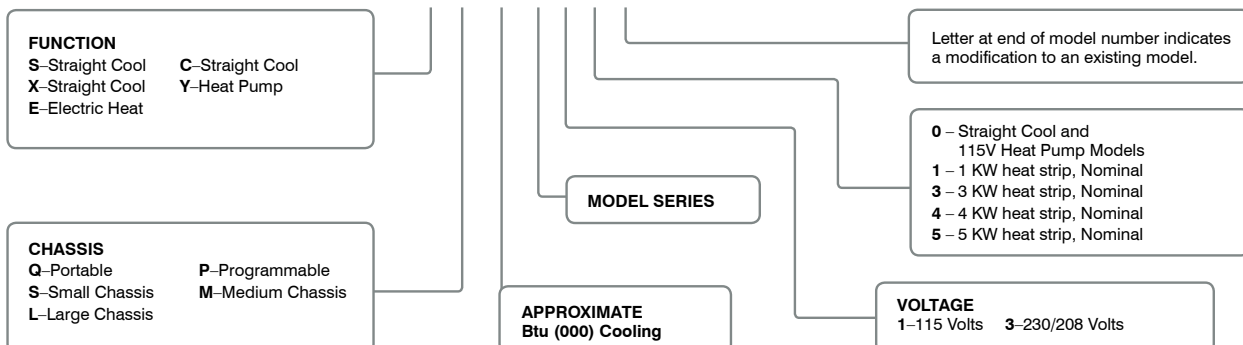 FUNCTION
S–Straight Cool C–Straight Cool
X–Straight Cool Y–Heat Pump
E–Electric Heat
Letter at end of model number indicates
a modification to an existing model.
0 – Straight Cool and
115V Heat Pump Models
1 – 1 KW heat strip, Nominal
3 – 3 KW heat strip, Nominal
4 – 4 KW heat strip, Nominal
5 – 5 KW heat strip, Nominal
MODEL SERIES
CHASSIS
Q–Portable P–Programmable
S–Small Chassis M–Medium Chassis
L–Large Chassis
APPROXIMATE
Btu (000) Cooling
VOLTAGE
1–115 Volts 3–230/208 Volts